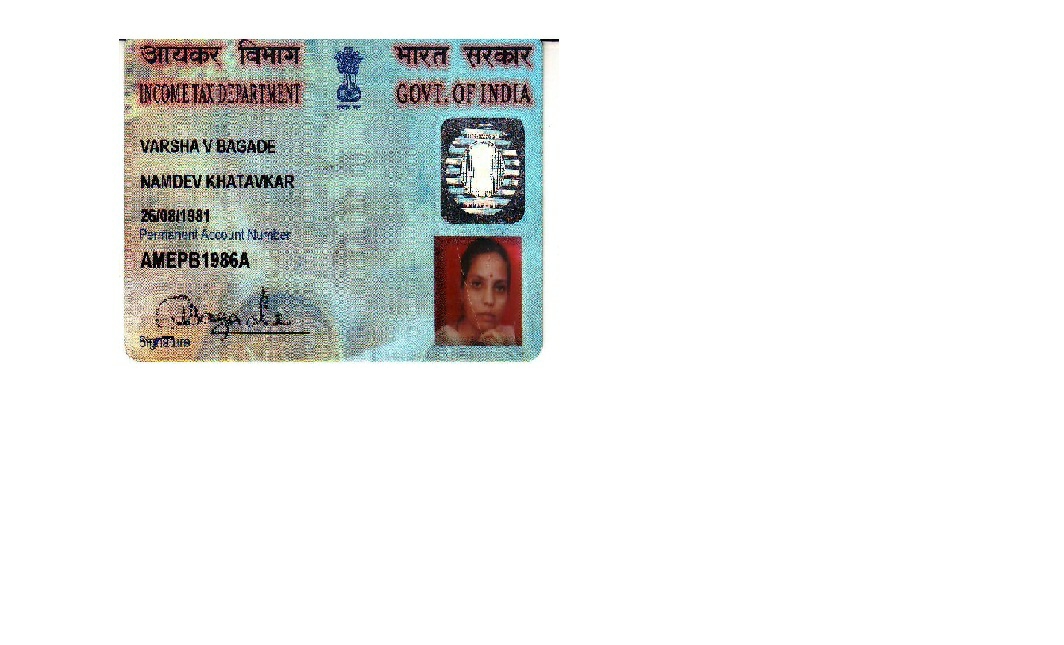 आयकर विभाग
भारत सरकार
INCOME TAX DEPARTMENT
GOVT. OF INDIA
VARSHA V BAGADE
NAMDEV KHATAVKAR
26/08/1981
Permanent Account Number
AMEPB1986A
Signature